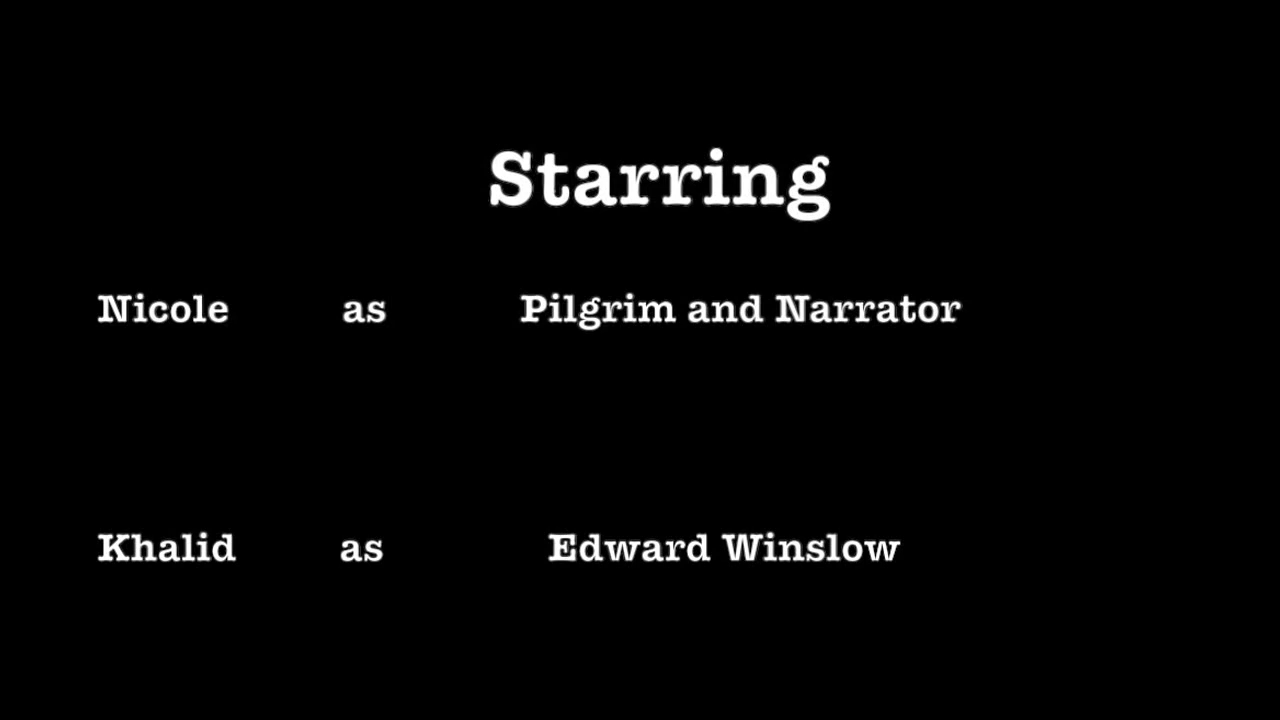 Starring
Nicole as Pilgrim and Narrator
Khalid as Edward Winslow